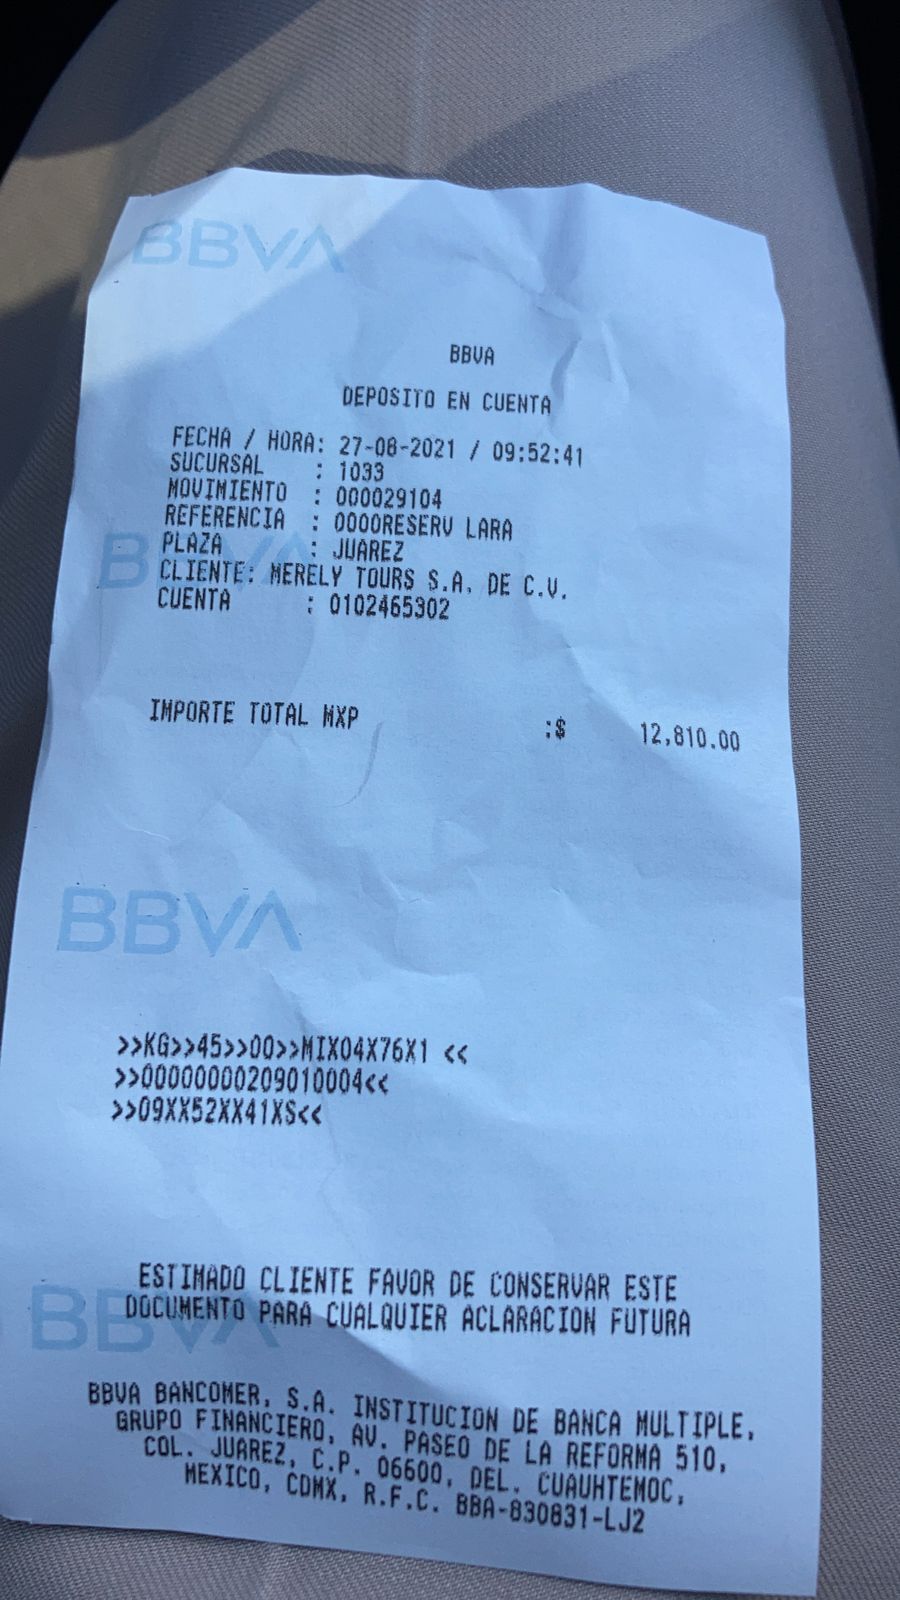 BBVA
BBVA
DEPOSITO EN CUENTA
FECHA / HORA: 27-08-2021 / 09:52:41
SUCURSAL : 1033
MOVIMIENTO : 000029104
REFERENCIA : 0000RESERV LARA
PLAZA : JUAREZ
BBVA
CLIENTE: MERELY TOURS S.A. DE C.V.
CUENTA : 0102465302
IMPORTE TOTAL MXP :$ 12,810.00
BBVA
>>KG>>45>>00>>MIX04X76X1 <<
>>00000000209010004<<
>>09XX52XX41XS<<
ESTIMADO CLIENTE FAVOR DE CONSERVAR ESTE
DOCUMENTO PARA CUALQUIER ACLARACION FUTURA
BBVA
BBVA BANCOMER, S.A. INSTITUCION DE BANCA MULTIPLE,
GRUPO FINANCIERO, AV. PASEO DE LA REFORMA 510,
COL. JUAREZ, C.P. 06600, DEL. CUAUHTEMOC,
MEXICO, CDMX, R.F.C. BBA-830831-LJ2